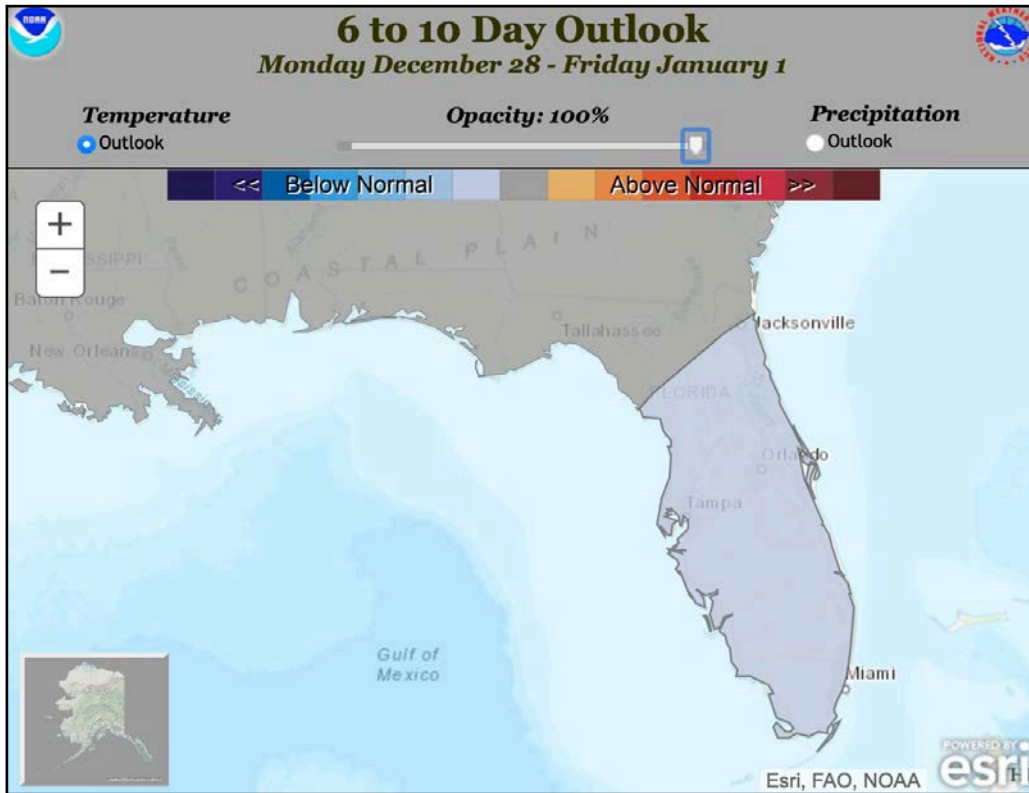 NOAA
6 to 10 Day Outlook
Monday December 28 - Friday January 1
Temperature
Outlook
Opacity: 100%
Precipitation
Outlook
<< Below Normal
Above Normal >>
+
−
MISSISSIPPI
COASTAL PLAIN
Baton Rouge
New Orleans
Tallahassee
Jacksonville
FLORIDA
Orlando
Tampa
Gulf of
Mexico
Miami
POWERED BY
esri
Esri, FAO, NOAA